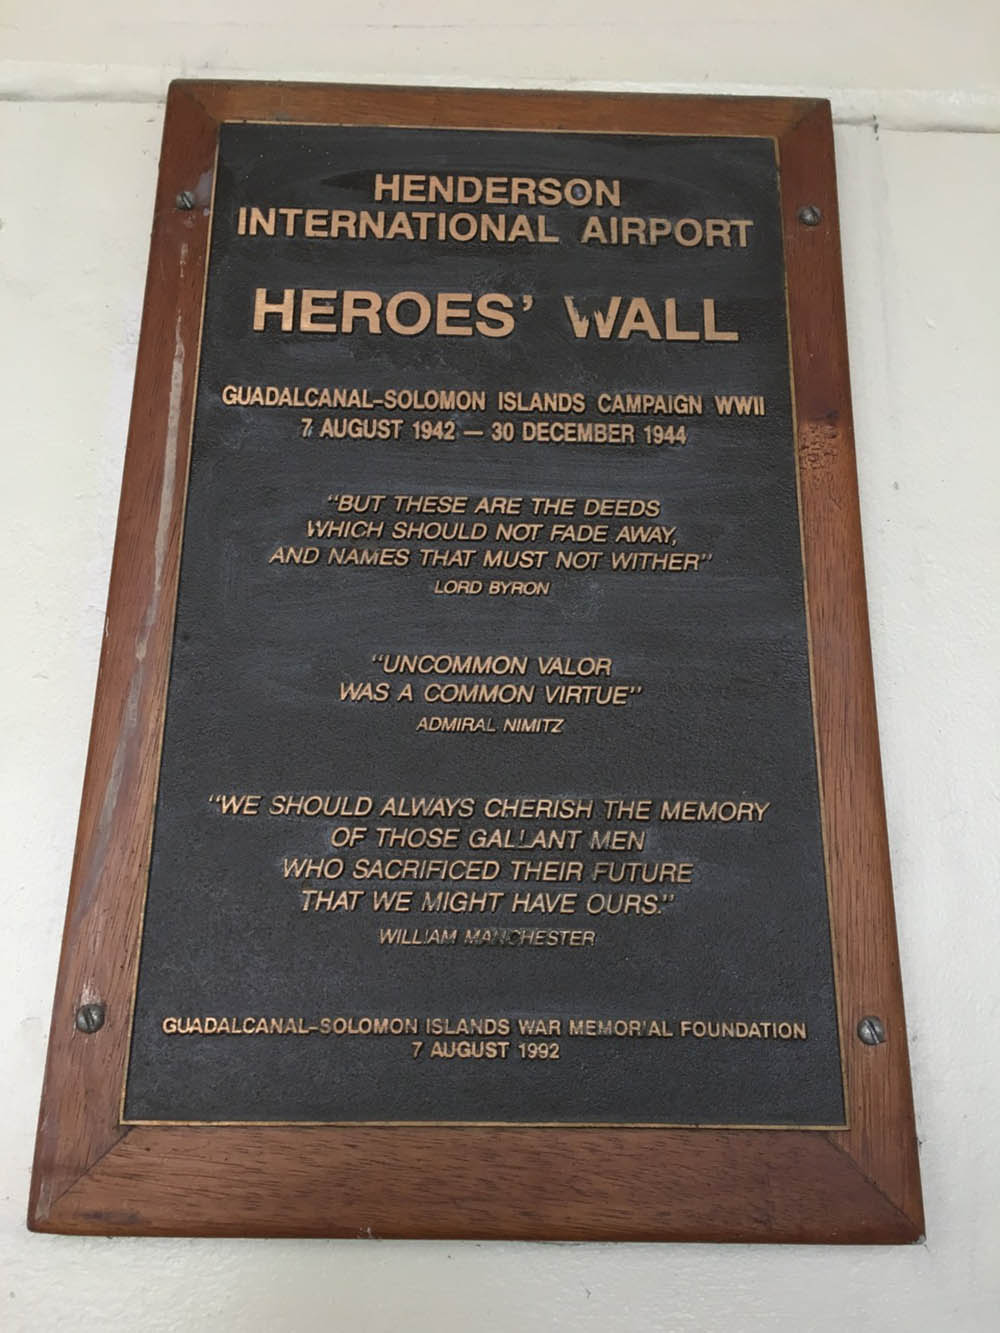 HENDERSON
INTERNATIONAL AIRPORT
HEROES' WALL
GUADALCANAL–SOLOMON ISLANDS CAMPAIGN WWII
7 AUGUST 1942 — 30 DECEMBER 1944
"BUT THESE ARE THE DEEDS
WHICH SHOULD NOT FADE AWAY,
AND NAMES THAT MUST NOT WITHER"
LORD BYRON
"UNCOMMON VALOR
WAS A COMMON VIRTUE"
ADMIRAL NIMITZ
"WE SHOULD ALWAYS CHERISH THE MEMORY
OF THOSE GALLANT MEN
WHO SACRIFICED THEIR FUTURE
THAT WE MIGHT HAVE OURS."
WILLIAM MANCHESTER
GUADALCANAL–SOLOMON ISLANDS WAR MEMORIAL FOUNDATION
7 AUGUST 1992